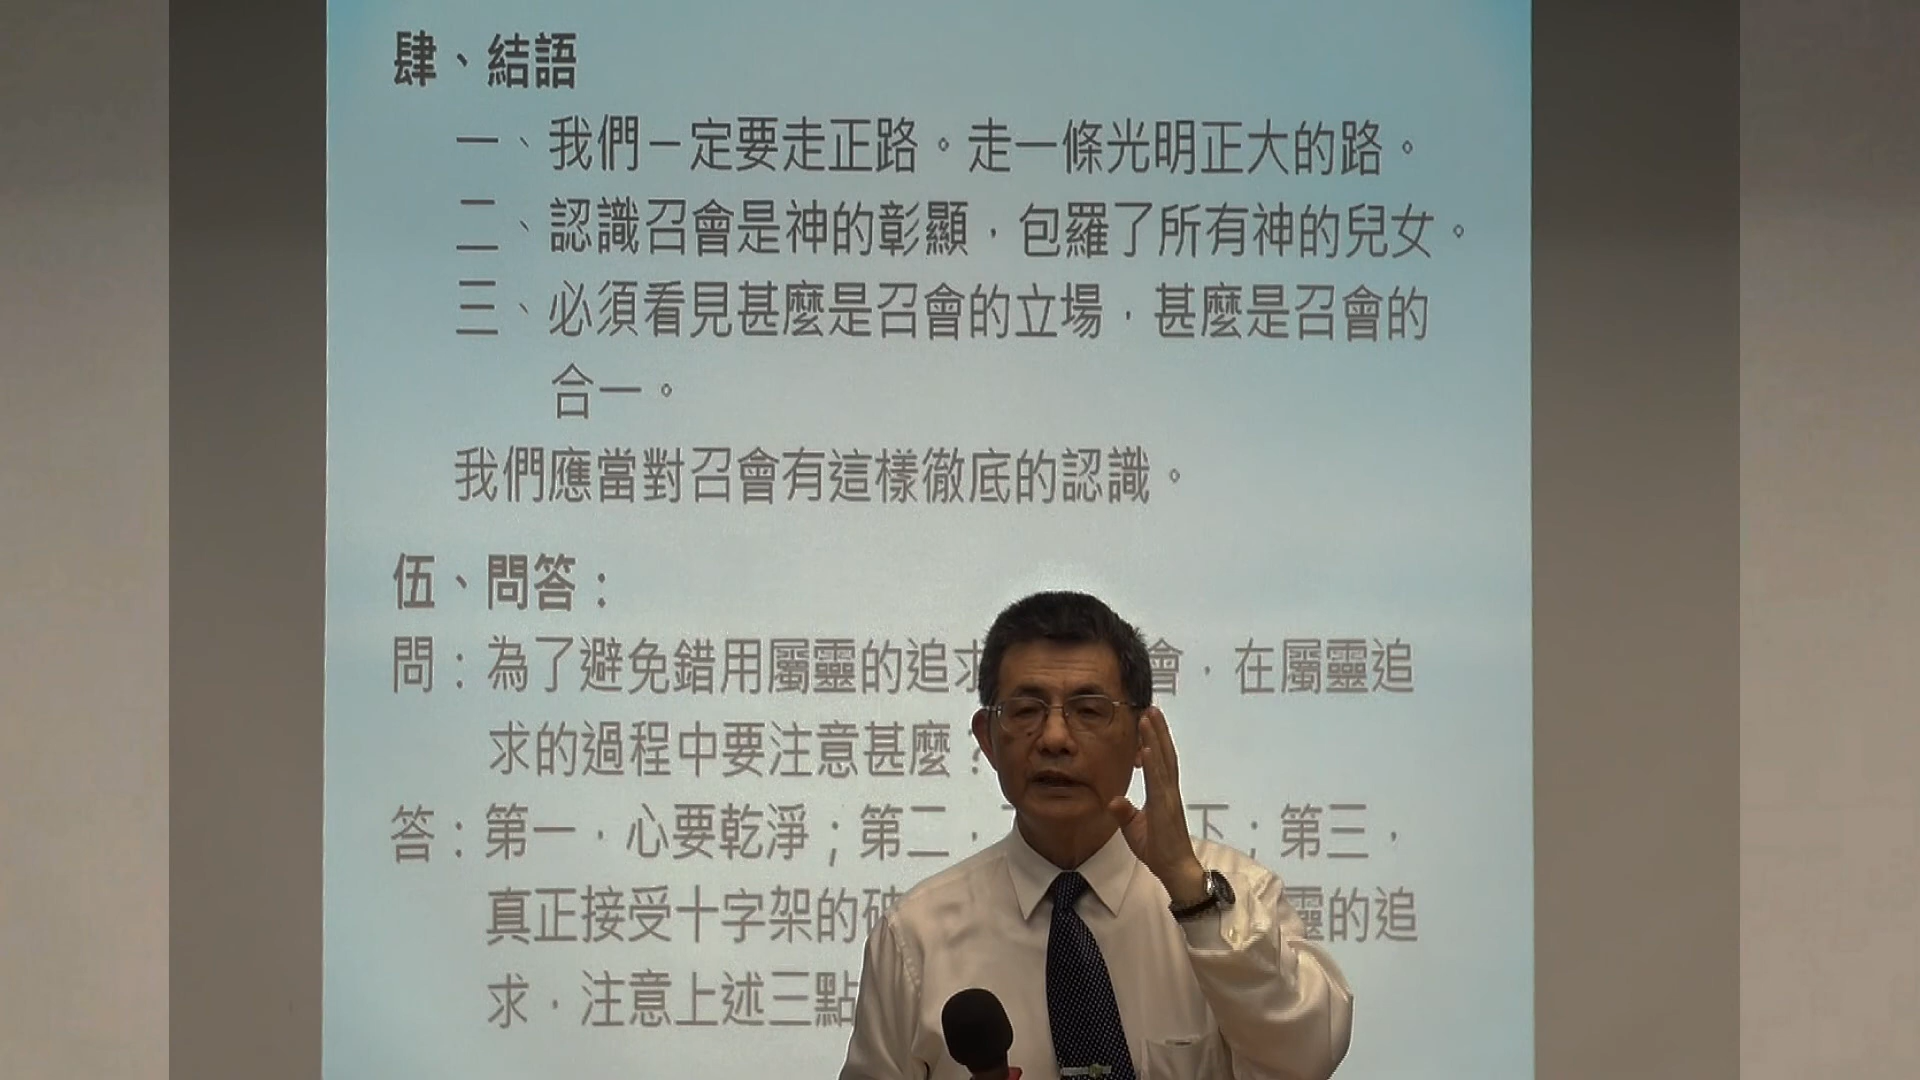 肆、結語
一、我們一定要走正路。走一條光明正大的路。
二、認識召會是神的彰顯，包羅了所有神的兒女。
三、必須看見甚麼是召會的立場，甚麼是召會的
合一。
我們應當對召會有這樣徹底的認識。
伍、問答：
問：為了避免錯用屬靈的追求 會，在屬靈追
求的過程中要注意甚麼？
答：第一，心要乾淨；第二， 下；第三，
真正接受十字架的破 靈的追
求，注意上述三點